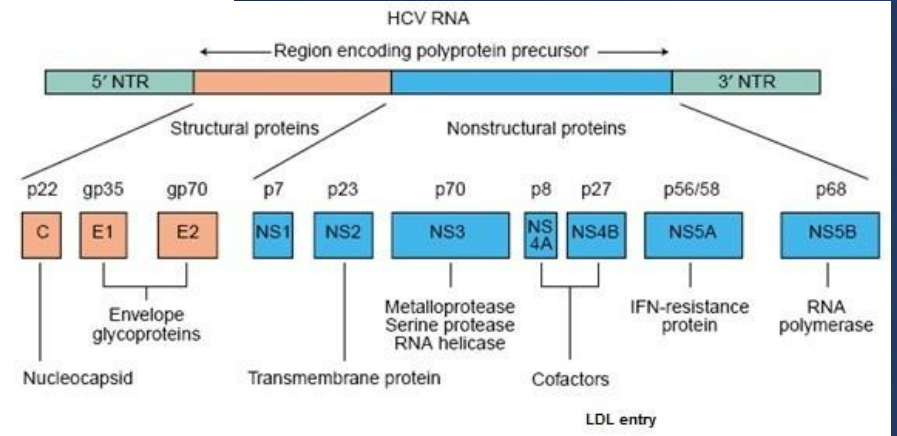 HCV RNA
Region encoding polyprotein precursor
5′ NTR
3′ NTR
Structural proteins
Nonstructural proteins
p22 gp35 gp70 p7 p23 p70 p8 p27 p56/58 p68
C E1 E2 NS1 NS2 NS3 NS
4A NS4B NS5A NS5B
Envelope
glycoproteins
Metalloprotease
Serine protease
RNA helicase
IFN-resistance
protein
RNA
polymerase
Nucleocapsid
Transmembrane protein
Cofactors
LDL entry